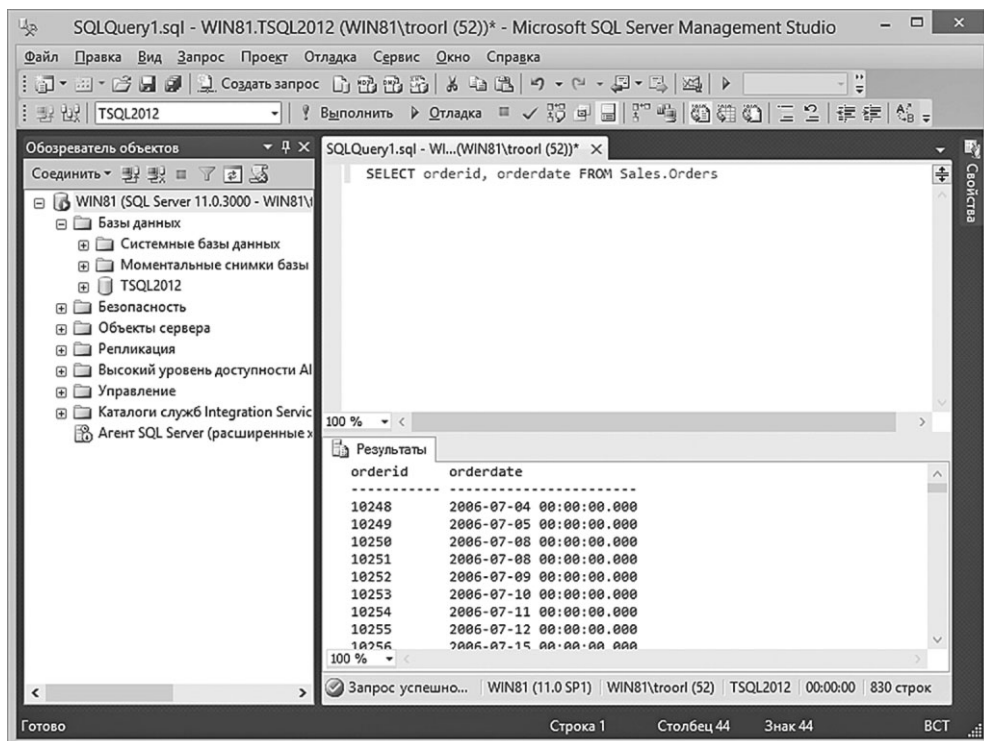 SQLQuery1.sql - WIN81.TSQL2012 (WIN81\troorl (52))* - Microsoft SQL Server Management Studio
Файл Правка Вид Запрос Проект Отладка Сервис Окно Справка
Создать запрос
TSQL2012 Выполнить Отладка
Обозреватель объектов
Соединить
WIN81 (SQL Server 11.0.3000 - WIN81\
Базы данных
Системные базы данных
Моментальные снимки базы
TSQL2012
Безопасность
Объекты сервера
Репликация
Высокий уровень доступности Al
Управление
Каталоги служб Integration Servic
Агент SQL Server (расширенные
SQLQuery1.sql - WI...(WIN81\troorl (52))*
SELECT orderid, orderdate FROM Sales.Orders
100 %
Результаты
orderid orderdate
----------- -----------------------
10248 2006-07-04 00:00:00.000
10249 2006-07-05 00:00:00.000
10250 2006-07-08 00:00:00.000
10251 2006-07-08 00:00:00.000
10252 2006-07-09 00:00:00.000
10253 2006-07-10 00:00:00.000
10254 2006-07-11 00:00:00.000
10255 2006-07-12 00:00:00.000
10256 2006-07-15 00:00:00.000
100 %
Запрос успешно... WIN81 (11.0 SP1) WIN81\troorl (52) TSQL2012 00:00:00 830 строк
Свойства
Готово Строка 1 Столбец 44 Знак 44 ВСТ